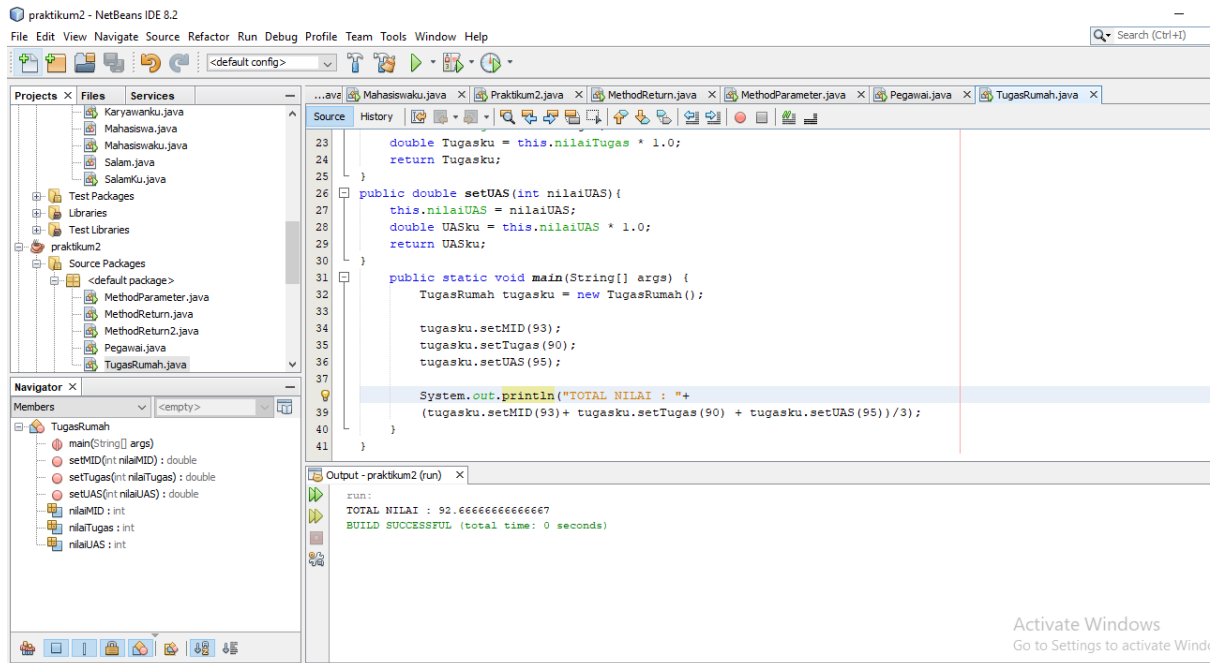 praktikum2 - NetBeans IDE 8.2
File Edit View Navigate Source Refactor Run Debug Profile Team Tools Window Help
Search (Ctrl+I)
<default config>
Projects Files Services
...ava Mahasiswaku.java Praktikum2.java MethodReturn.java MethodParameter.java Pegawai.java TugasRumah.java
Source History
Karyawanku.java
Mahasiswa.java
Mahasiswaku.java
Salam.java
SalamKu.java
Test Packages
Libraries
Test Libraries
praktikum2
Source Packages
<default package>
MethodParameter.java
MethodReturn.java
MethodReturn2.java
Pegawai.java
TugasRumah.java
23 double Tugasku = this.nilaiTugas * 1.0;
24 return Tugasku;
25 }
26 public double setUAS(int nilaiUAS){
27 this.nilaiUAS = nilaiUAS;
28 double UASku = this.nilaiUAS * 1.0;
29 return UASku;
30 }
31 public static void main(String[] args) {
32 TugasRumah tugasku = new TugasRumah();
33
34 tugasku.setMID(93);
35 tugasku.setTugas(90);
36 tugasku.setUAS(95);
37
System.out.println("TOTAL NILAI : "+
39 (tugasku.setMID(93)+ tugasku.setTugas(90) + tugasku.setUAS(95))/3);
40 }
41 }
Navigator
Members <empty>
TugasRumah
main(String[] args)
setMID(int nilaiMID) : double
setTugas(int nilaiTugas) : double
setUAS(int nilaiUAS) : double
nilaiMID : int
nilaiTugas : int
nilaiUAS : int
Output - praktikum2 (run)
run:
TOTAL NILAI : 92.66666666666667
BUILD SUCCESSFUL (total time: 0 seconds)
Activate Windows
Go to Settings to activate Wind